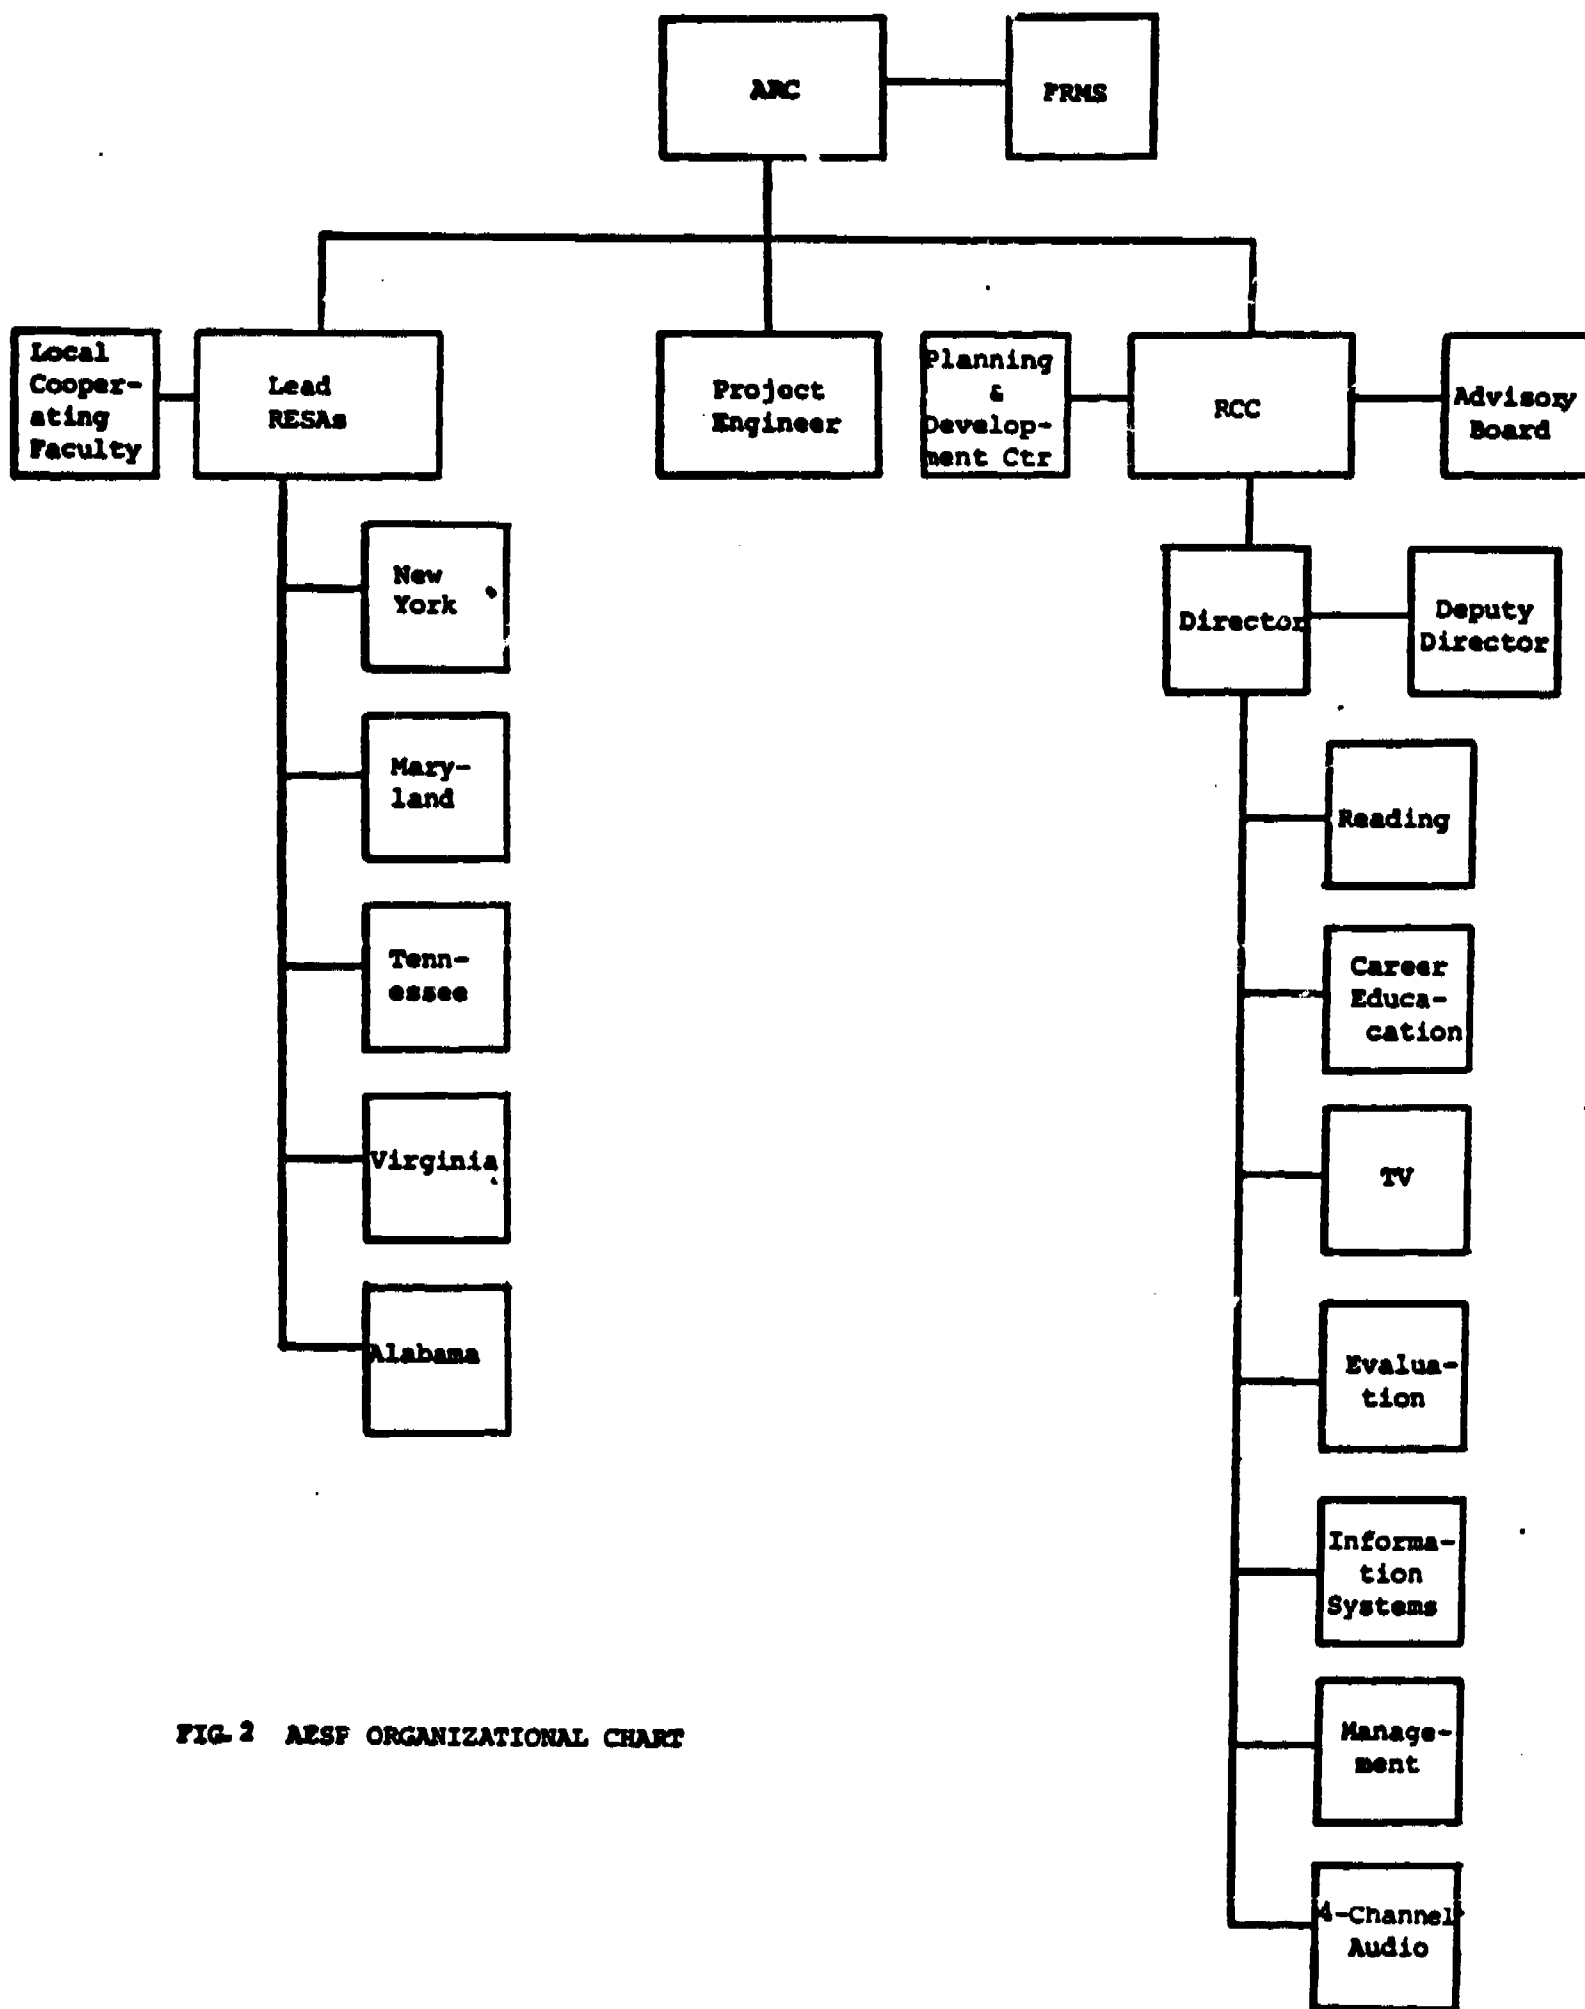 ARC
PRMS
Local
Cooper-
ating
Faculty
Lead
RESAs
Project
Engineer
Planning
&
Develop-
ment Ctr
RCC
Advisory
Board
New
York
Mary-
land
Tenn-
essee
Virginia
Alabama
Director
Deputy
Director
Reading
Career
Educa-
cation
TV
Evalua-
tion
Informa-
tion
Systems
Manage-
ment
4-Channel
Audio
FIG. 2 AESP ORGANIZATIONAL CHART